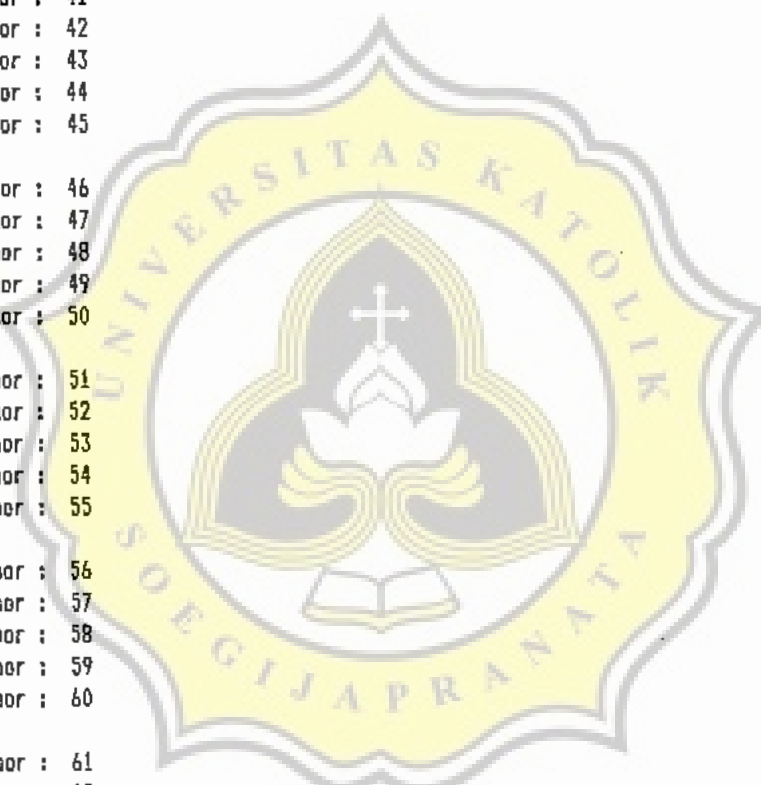 or : 41
or : 42
or : 43
or : 44
or : 45
or : 46
or : 47
or : 48
or : 49
or : 50
or : 51
or : 52
or : 53
or : 54
or : 55
or : 56
or : 57
or : 58
or : 59
or : 60
or : 61
UNIVERSITAS KATOLIK
SOEGIJAPRANATA